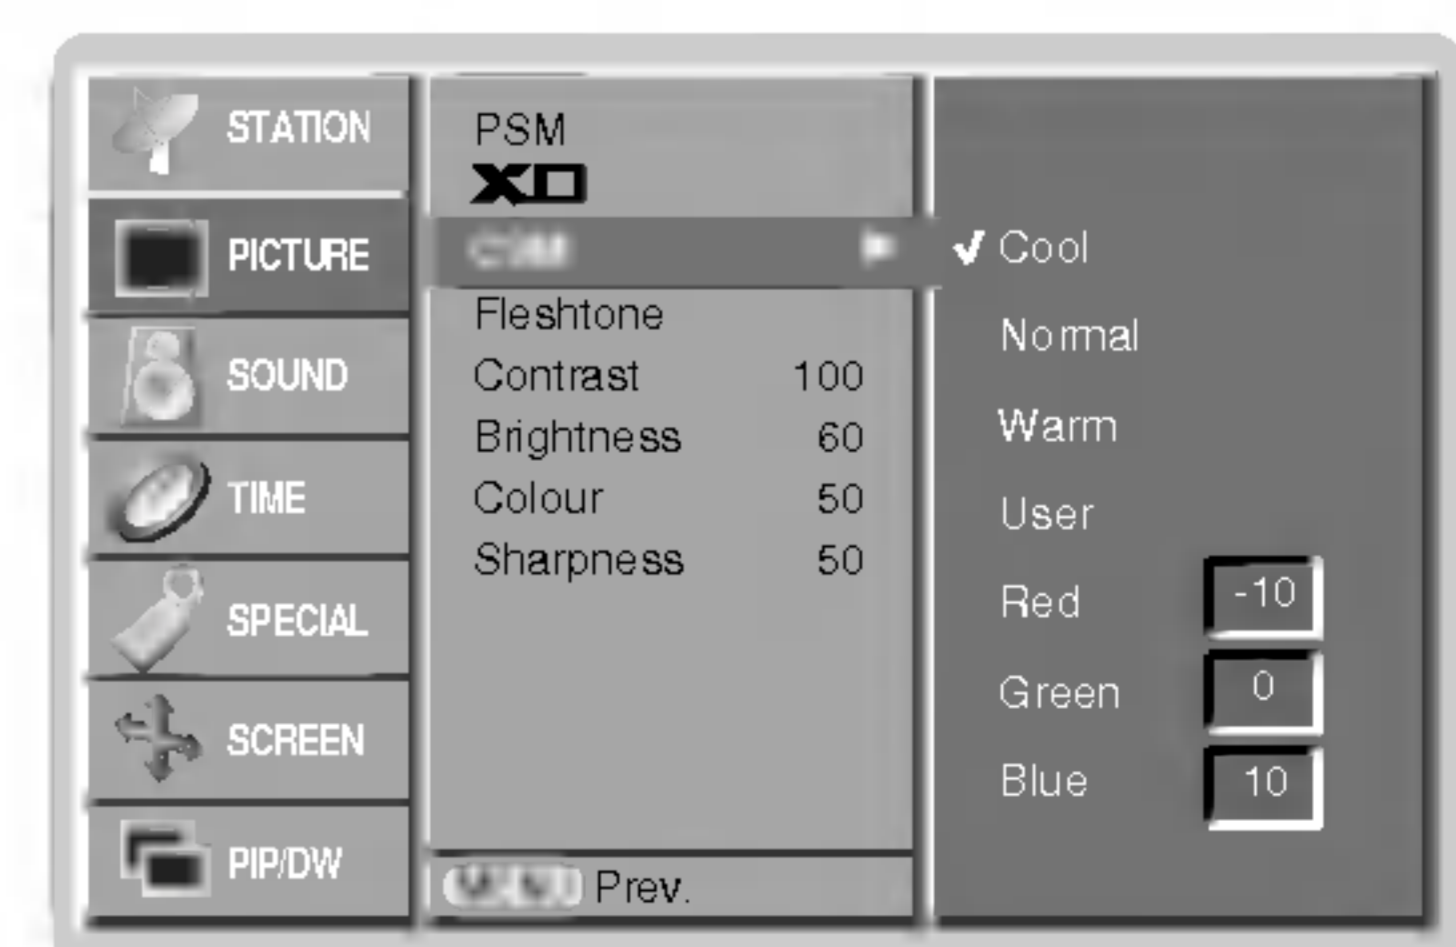 STATION
PICTURE
SOUND
TIME
SPECIAL
SCREEN
PIP/DW
PSM
XD
Fleshtone
Contrast 100
Brightness 60
Colour 50
Sharpness 50
Prev.
✔ Cool
Normal
Warm
User
Red -10
Green 0
Blue 10